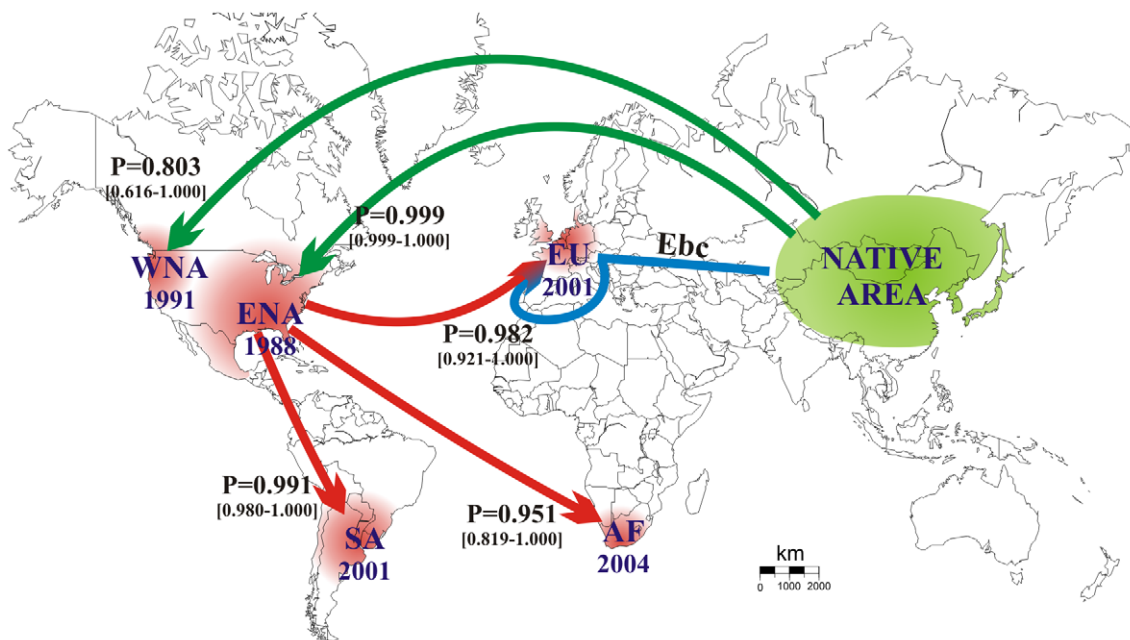 P=0.803
[0.616-1.000]
P=0.999
[0.999-1.000]
WNA
1991
ENA
1988
EU
2001
Ebc
NATIVE
AREA
P=0.982
[0.921-1.000]
P=0.991
[0.980-1.000]
SA
2001
P=0.951
[0.819-1.000]
AF
2004
km
0 1000 2000